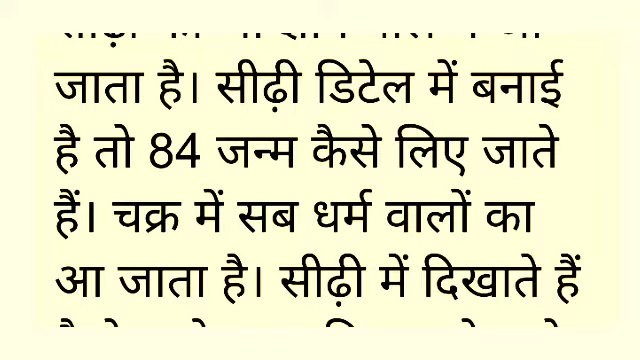 जाता है। सीढ़ी डिटेल में बनाई
है तो 84 जन्म कैसे लिए जाते
हैं। चक्र में सब धर्म वालों का
आ जाता है। सीढ़ी में दिखाते हैं